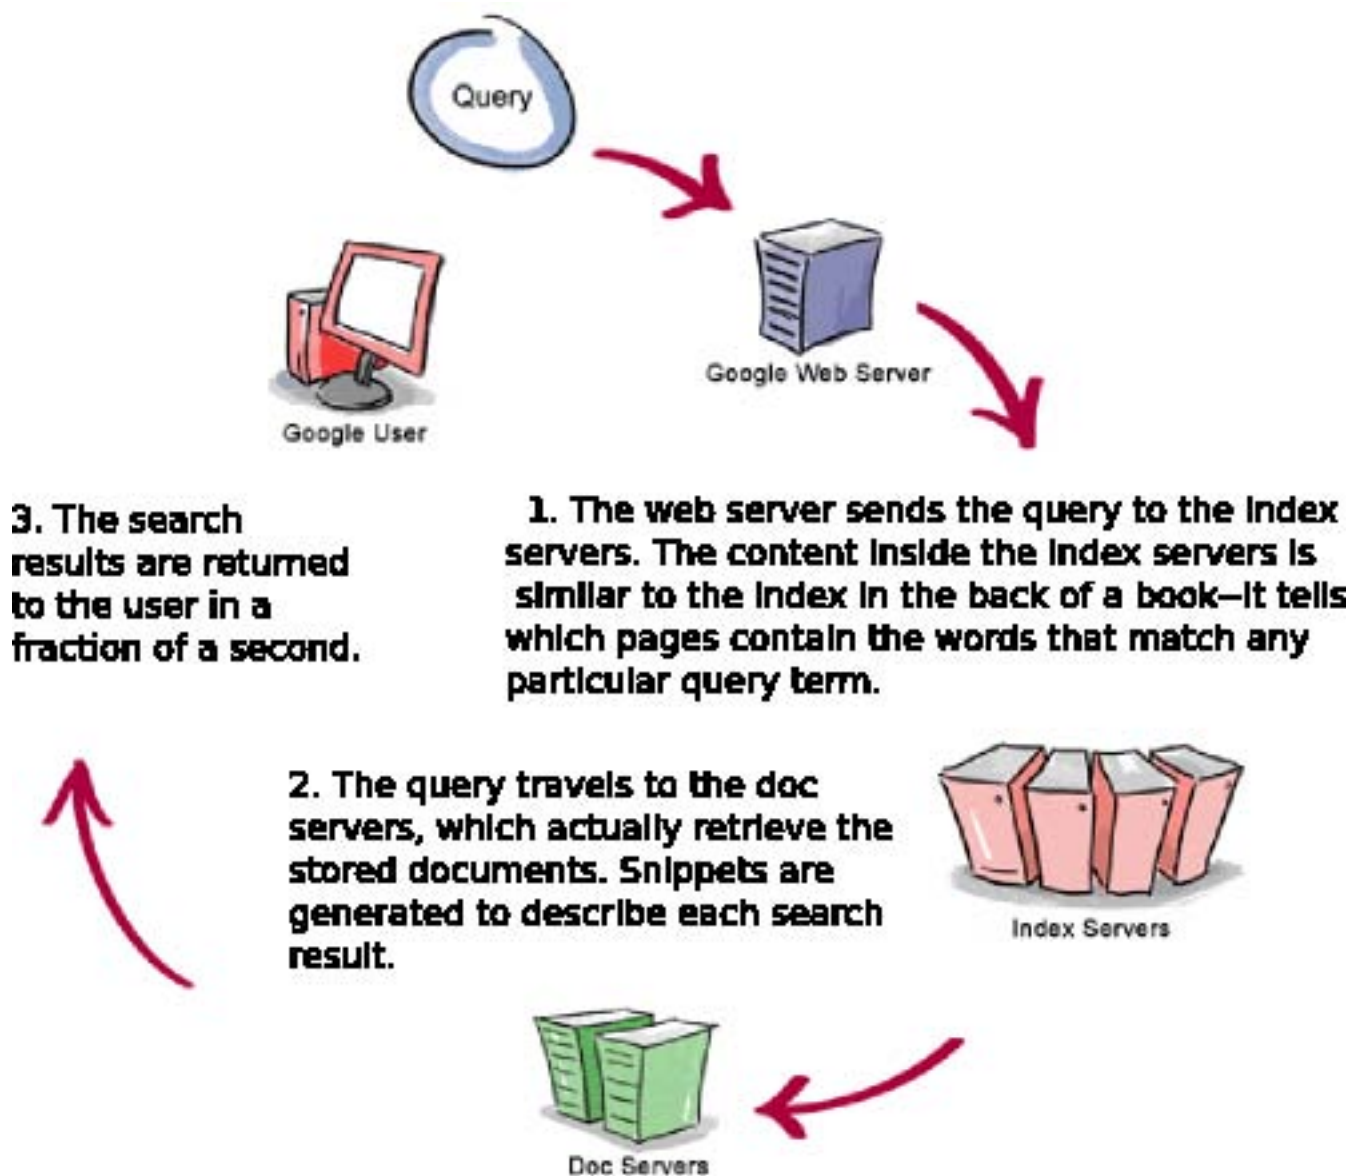 Query
Google Web Server
Google User
1. The web server sends the query to the index
servers. The content inside the index servers is
similar to the index in the back of a book—it tells
which pages contain the words that match any
particular query term.
Index Servers
2. The query travels to the doc
servers, which actually retrieve the
stored documents. Snippets are
generated to describe each search
result.
Doc Servers
3. The search
results are returned
to the user in a
fraction of a second.